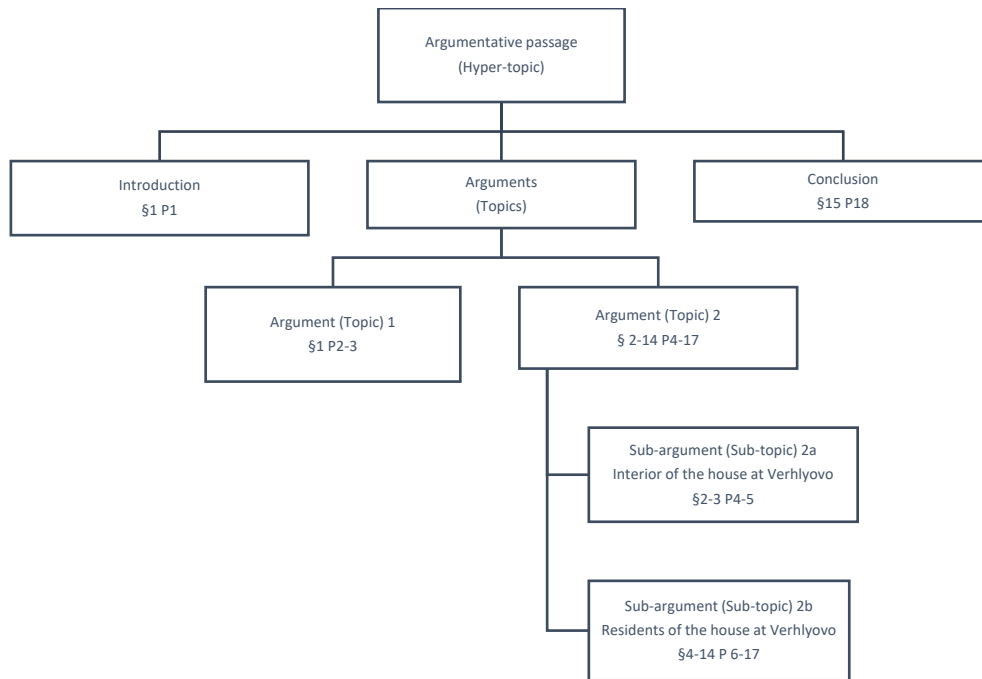 Argumentative passage
(Hyper-topic)
Introduction
§1 P1
Arguments
(Topics)
Conclusion
§15 P18
Argument (Topic) 1
§1 P2-3
Argument (Topic) 2
§ 2-14 P4-17
Sub-argument (Sub-topic) 2a
Interior of the house at Verhlyovo
§2-3 P4-5
Sub-argument (Sub-topic) 2b
Residents of the house at Verhlyovo
§4-14 P 6-17